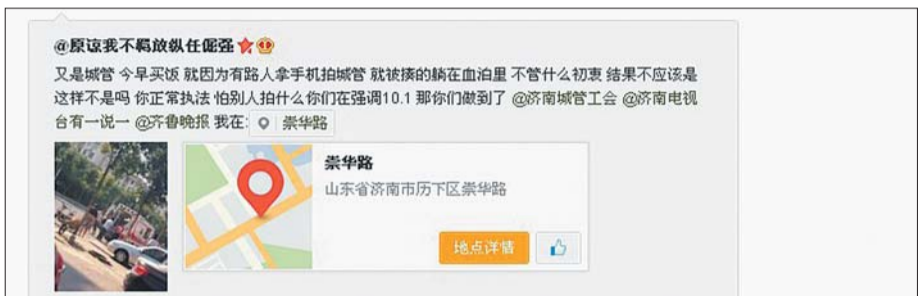 @原谅我不羁放纵任倔强
又是城管 今早买饭 就因为有路人拿手机拍城管 就被揍的躺在血泊里 不管什么初衷 结果不应该是
这样不是吗 你正常执法 怕别人拍什么你们在强调10.1 那你们做到了 @济南城管工会 @济南电视
台有一说一 @齐鲁晚报 我在: 崇华路
崇华路
山东省济南市历下区崇华路
地点详情